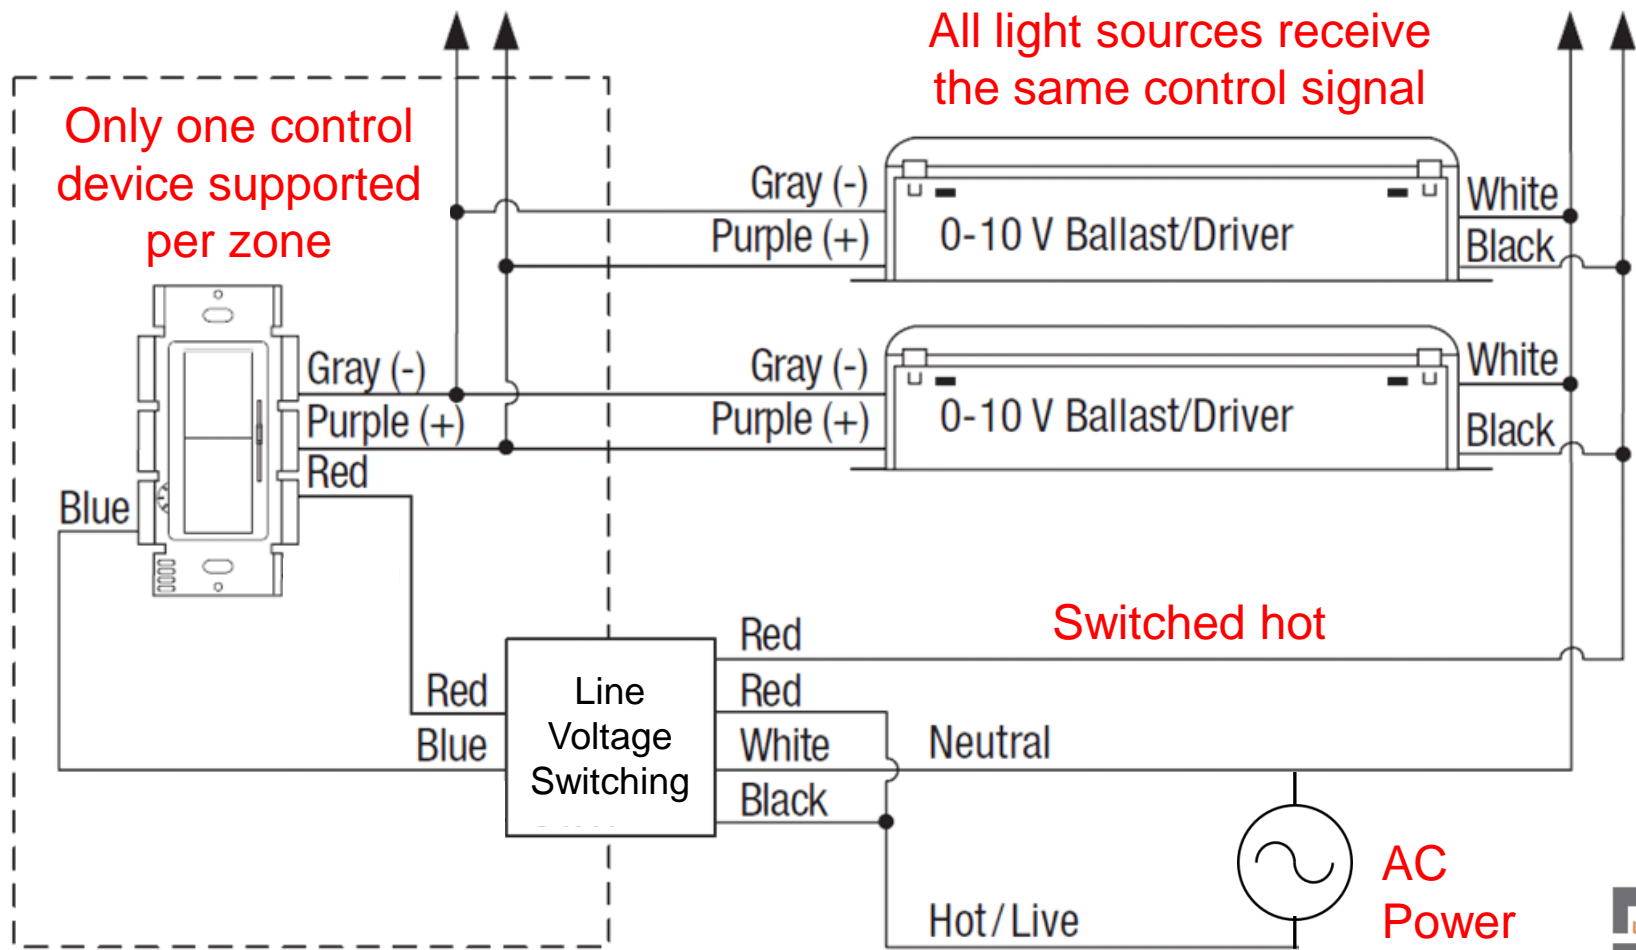 All light sources receive
the same control signal
Only one control
device supported
per zone
Gray (-)
Purple (+)
0-10 V Ballast/Driver
White
Black
Gray (-)
Purple (+)
Red
Blue
Gray (-)
Purple (+)
0-10 V Ballast/Driver
White
Black
Switched hot
Red
Blue
Line
Voltage
Switching
Red
Red
White
Black
Neutral
Hot/Live
AC
Power